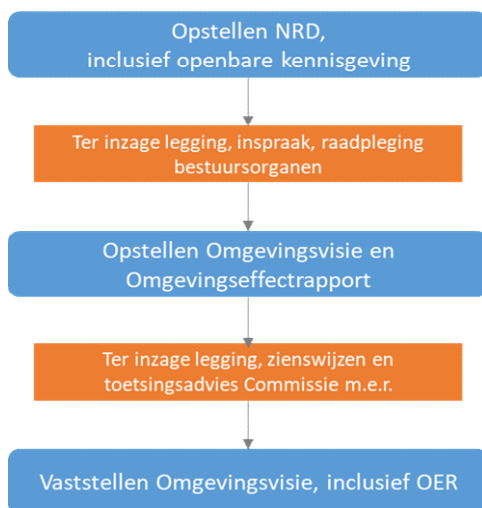 Opstellen NRD,
inclusief openbare kennisgeving
Ter inzage legging, inspraak, raadpleging
bestuursorganen
Opstellen Omgevingsvisie en
Omgevingseffectrapport
Ter inzage legging, zienswijzen en
toetsingsadvies Commissie m.e.r.
Vaststellen Omgevingsvisie, inclusief OER